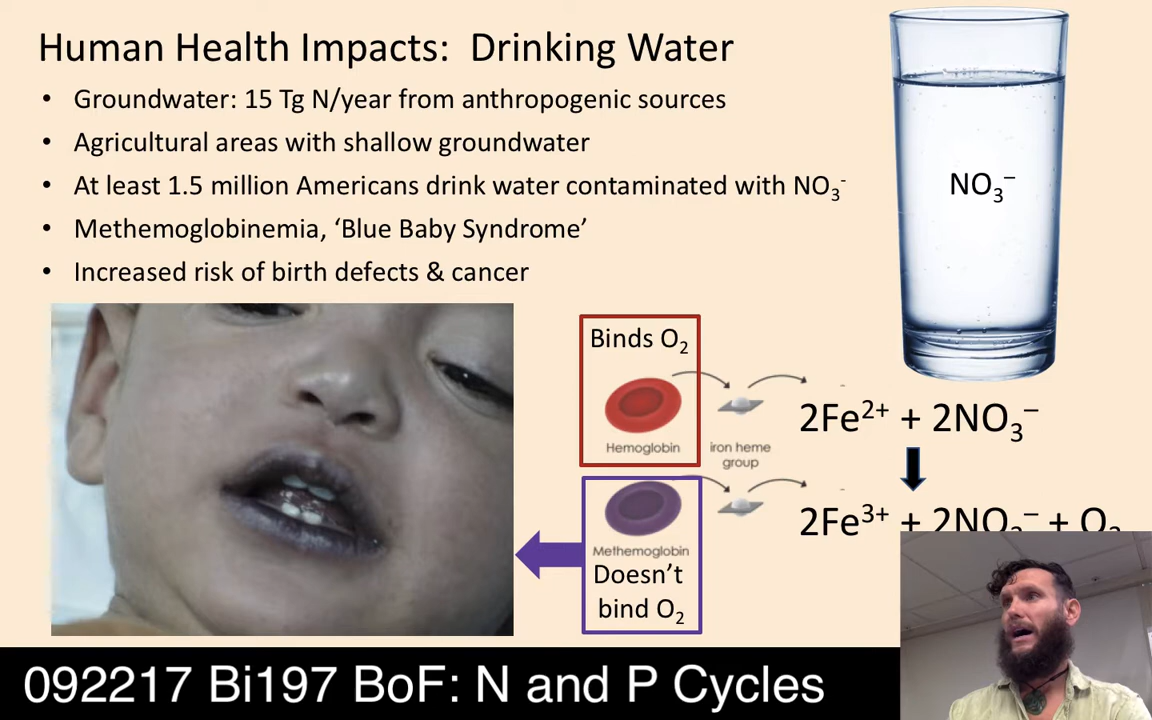 Human Health Impacts: Drinking Water
• Groundwater: 15 Tg N/year from anthropogenic sources
• Agricultural areas with shallow groundwater
• At least 1.5 million Americans drink water contaminated with NO₃⁻
• Methemoglobinemia, ‘Blue Baby Syndrome’
• Increased risk of birth defects & cancer
NO₃⁻
Binds O₂
Hemoglobin
iron heme
group
2Fe²⁺ + 2NO₃⁻
Methemoglobin
Doesn’t
bind O₂
2Fe³⁺ + 2NO₂⁻ + O₂
092217 Bi197 BoF: N and P Cycles